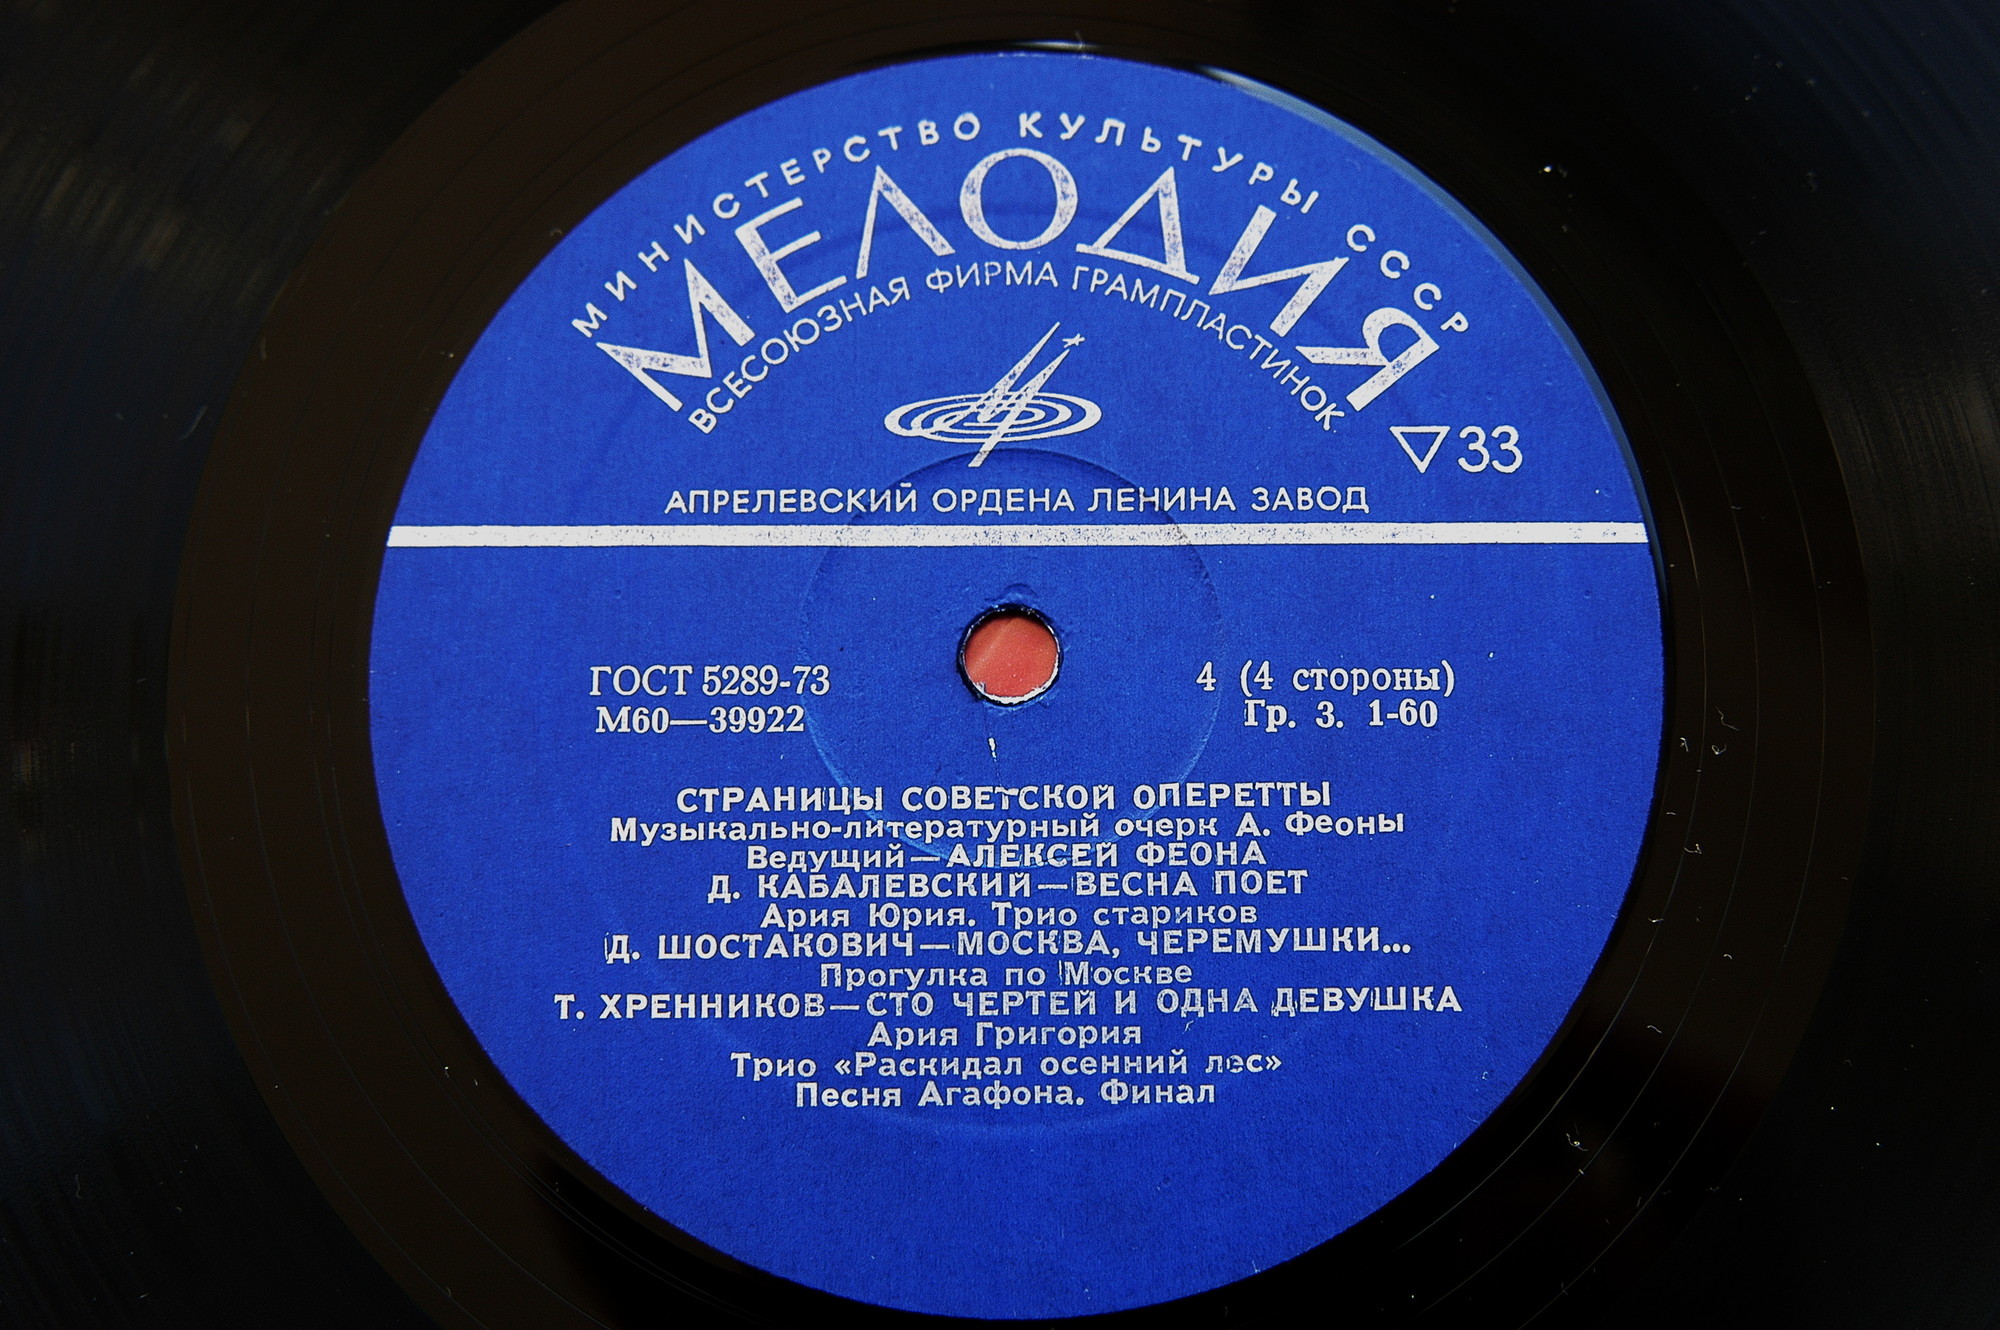 МИНИСТЕРСТВО КУЛЬТУРЫ СССР
МЕЛОДИЯ
ВСЕСОЮЗНАЯ ФИРМА ГРАМПЛАСТИНОК
▽33
АПРЕЛЕВСКИЙ ОРДЕНА ЛЕНИНА ЗАВОД
ГОСТ 5289-73
М60—39922
4 (4 стороны)
Гр. 3. 1-60
СТРАНИЦЫ СОВЕТСКОЙ ОПЕРЕТТЫ
Музыкально-литературный очерк А. Феоны
Ведущий—АЛЕКСЕЙ ФЕОНА
Д. КАБАЛЕВСКИЙ—ВЕСНА ПОЕТ
Ария Юрия. Трио стариков
Д. ШОСТАКОВИЧ—МОСКВА, ЧЕРЕМУШКИ...
Прогулка по Москве
Т. ХРЕННИКОВ—СТО ЧЕРТЕЙ И ОДНА ДЕВУШКА
Ария Григория
Трио «Раскидал осенний лес»
Песня Агафона. Финал